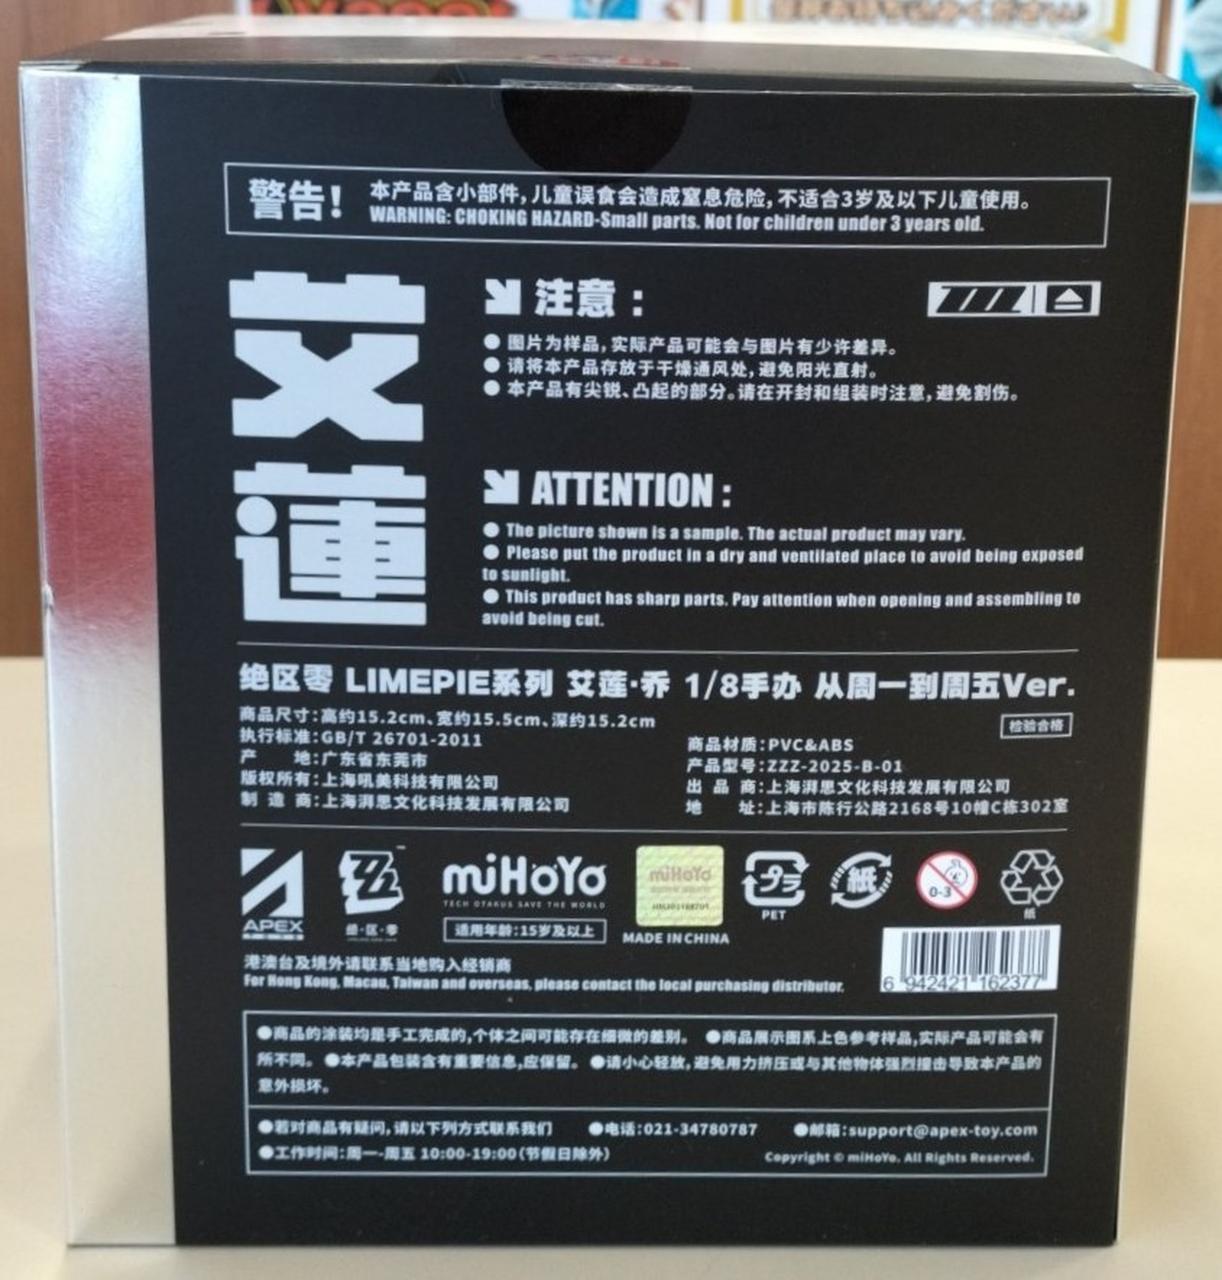 警告！
本产品含小部件，儿童误食会造成窒息危险，不适合3岁及以下儿童使用。
WARNING: CHOKING HAZARD-Small parts. Not for children under 3 years old.
艾蓮
注意：
ZZZ
● 图片为样品，实际产品可能会与图片有少许差异。
● 请将本产品存放于干燥通风处，避免阳光直射。
● 本产品有尖锐、凸起的部分。请在开封和组装时注意，避免割伤。
ATTENTION:
● The picture shown is a sample. The actual product may vary.
● Please put the product in a dry and ventilated place to avoid being exposed
to sunlight.
● This product has sharp parts. Pay attention when opening and assembling to
avoid being cut.
绝区零 LIMEPIE系列 艾莲·乔 1/8手办 从周一到周五Ver.
商品尺寸：高约15.2cm、宽约15.5cm、深约15.2cm
检验合格
执行标准：GB/T 26701-2011
产 地：广东省东莞市
版权所有：上海吼美科技有限公司
制 造 商：上海湃思文化科技发展有限公司
商品材质：PVC&ABS
产品型号：ZZZ-2025-B-01
出 品 商：上海湃思文化科技发展有限公司
地 址：上海市陈行公路2168号10幢C栋302室
APEX
绝·区·零
miHoYo
TECH OTAKUS SAVE THE WORLD
适用年龄：15岁及以上
miHoYo
MADE IN CHINA
プラ
PET
紙
0-3
纸
6 942421 162377
港澳台及境外请联系当地购入经销商
For Hong Kong, Macau, Taiwan and overseas, please contact the local purchasing distributor.
●商品的涂装均是手工完成的，个体之间可能存在细微的差别。 ●商品展示图系上色参考样品，实际产品可能会有
所不同。 ●本产品包装含有重要信息，应保留。 ●请小心轻放，避免用力挤压或与其他物体强烈撞击导致本产品的
意外损坏。
●若对商品有疑问，请以下列方式联系我们 ●电话：021-34780787 ●邮箱：support@apex-toy.com
●工作时间：周一-周五 10:00-19:00（节假日除外）
Copyright © miHoYo. All Rights Reserved.